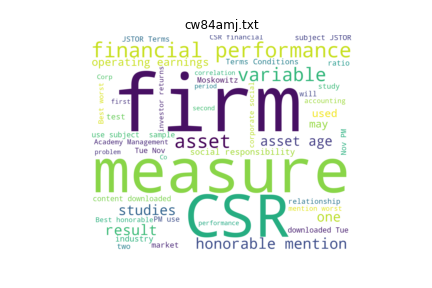 cw84amj.txt
JSTOR Terms
CSR financial
subject JSTOR
financial performance
operating earnings
Terms Conditions
ratio
Corp
investor returns
correlation
Moskowitz
variable
period
will
study
Best worst
first
firm
second
corporate social
accounting
test
used
may
use subject
sample
asset
asset age
Nov PM
Academy Management
Tue Nov
problem
Co
social responsibility
measure
content downloaded
relationship
mention worst
studies
CSR
one
Best honorable
PM use
performance
downloaded Tue
result
industry
two
market
honorable mention